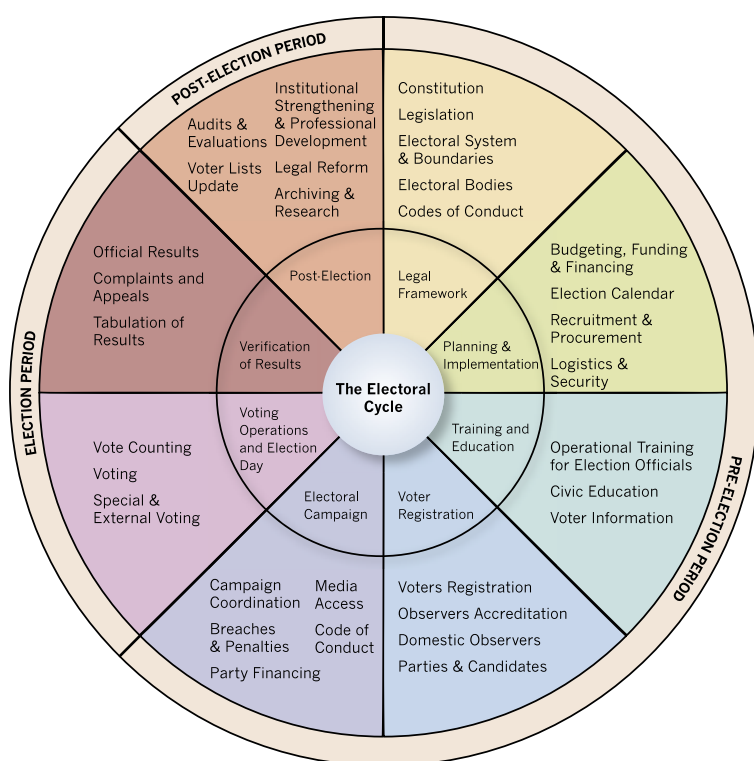 POST-ELECTION PERIOD
Institutional
Strengthening
& Professional
Development
Legal Reform
Archiving &
Research
Audits &
Evaluations
Voter Lists
Update
Post-Election
Constitution
Legislation
Electoral System
& Boundaries
Electoral Bodies
Codes of Conduct
Legal
Framework
Budgeting, Funding
& Financing
Election Calendar
Recruitment &
Procurement
Logistics &
Security
Planning &
Implementation
PRE-ELECTION PERIOD
Operational Training
for Election Officials
Civic Education
Voter Information
Training and
Education
Voter
Registration
Voters Registration
Observers Accreditation
Domestic Observers
Parties & Candidates
Electoral
Campaign
Campaign
Coordination
Breaches
& Penalties
Party Financing
Media
Access
Code of
Conduct
ELECTION PERIOD
Voting
Operations
and Election
Day
Vote Counting
Voting
Special &
External Voting
Verification
of Results
Official Results
Complaints and
Appeals
Tabulation of
Results
The Electoral
Cycle